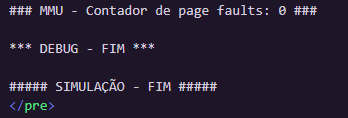 ### MMU - Contador de page faults: 0 ###
*** DEBUG - FIM ***
##### SIMULAÇÃO - FIM #####
</pre>